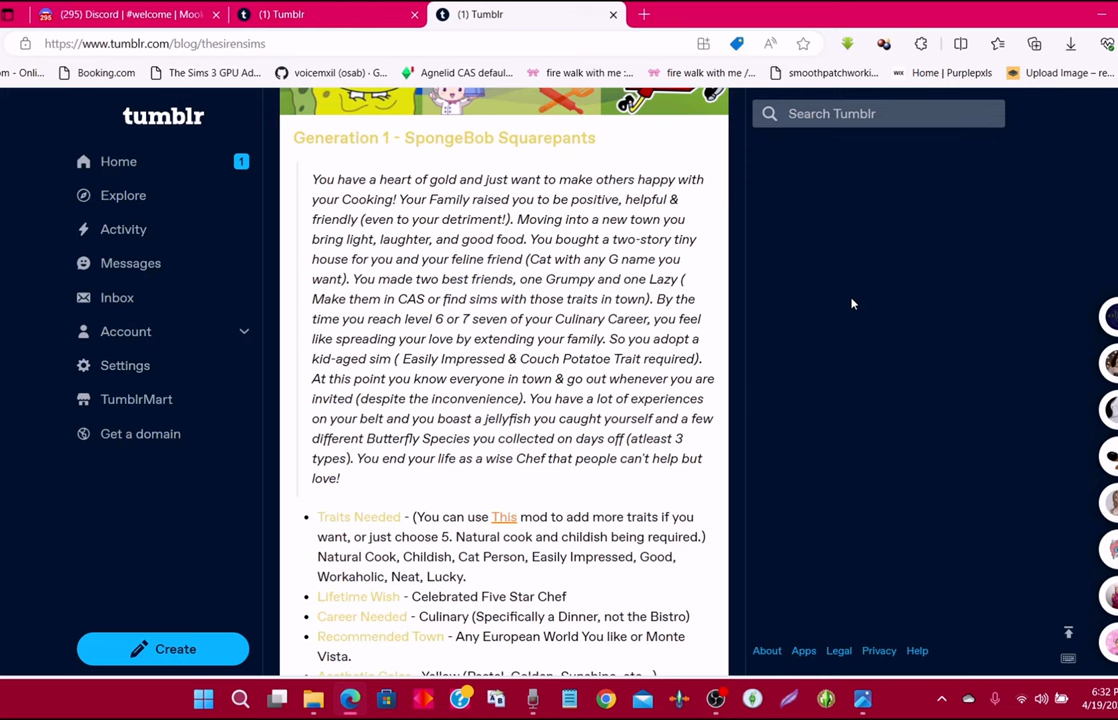 (295) Discord | #welcome | Moo
(1) Tumblr
(1) Tumblr
https://www.tumblr.com/blog/thesirensims
m - Onli...
Booking.com
The Sims 3 GPU Ad...
voicemxil (osab) · G...
Agnelid CAS defaul...
fire walk with me :...
fire walk with me /...
smoothpatchworki...
WIX Home | Purplepxls
Upload Image – re...
tumblr
Search Tumblr
Home 1
Explore
Activity
Messages
Inbox
Account
Settings
TumblrMart
Get a domain
Create
Generation 1 - SpongeBob Squarepants
You have a heart of gold and just want to make others happy with
your Cooking! Your Family raised you to be positive, helpful &
friendly (even to your detriment!). Moving into a new town you
bring light, laughter, and good food. You bought a two-story tiny
house for you and your feline friend (Cat with any G name you
want). You made two best friends, one Grumpy and one Lazy (
Make them in CAS or find sims with those traits in town). By the
time you reach level 6 or 7 seven of your Culinary Career, you feel
like spreading your love by extending your family. So you adopt a
kid-aged sim ( Easily Impressed & Couch Potatoe Trait required).
At this point you know everyone in town & go out whenever you are
invited (despite the inconvenience). You have a lot of experiences
on your belt and you boast a jellyfish you caught yourself and a few
different Butterfly Species you collected on days off (atleast 3
types). You end your life as a wise Chef that people can't help but
love!
• Traits Needed - (You can use This mod to add more traits if you
want, or just choose 5. Natural cook and childish being required.)
Natural Cook, Childish, Cat Person, Easily Impressed, Good,
Workaholic, Neat, Lucky.
• Lifetime Wish - Celebrated Five Star Chef
• Career Needed - Culinary (Specifically a Dinner, not the Bistro)
• Recommended Town - Any European World You like or Monte
Vista.
• Aesthetic Color - Yellow (Pastel, Golden, Sunshine, etc...)
About Apps Legal Privacy Help
6:32 P
4/19/20